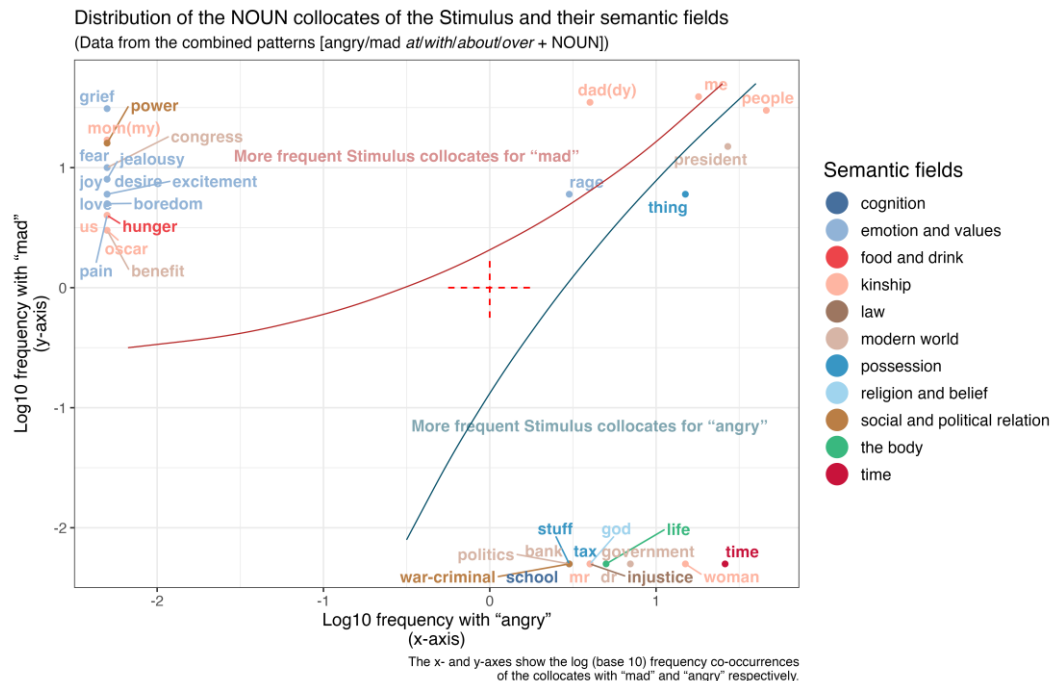 Distribution of the NOUN collocates of the Stimulus and their semantic fields
(Data from the combined patterns [angry/mad at/with/about/over + NOUN])
dad(dy)
me
people
grief
power
mom(my)
congress
More frequent Stimulus collocates for “mad”
president
fear
jealousy
joy
desire
excitement
rage
love
boredom
thing
us
hunger
oscar
pain
benefit
1
0
-1
-2
Log10 frequency with “mad”
(y-axis)
More frequent Stimulus collocates for “angry”
stuff
god
life
politics
bank
tax
government
time
war-criminal
school
mr
dr
injustice
woman
-2
-1
0
1
Log10 frequency with “angry”
(x-axis)
The x- and y-axes show the log (base 10) frequency co-occurrences
of the collocates with “mad” and “angry” respectively.
Semantic fields
cognition
emotion and values
food and drink
kinship
law
modern world
possession
religion and belief
social and political relation
the body
time